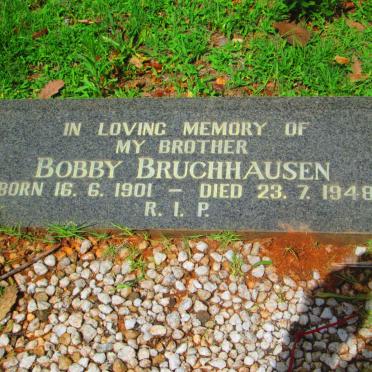 IN LOVING MEMORY OF
MY BROTHER
BOBBY BRUCHHAUSEN
BORN 16. 6. 1901 – DIED 23. 7. 1948
R. I. P.